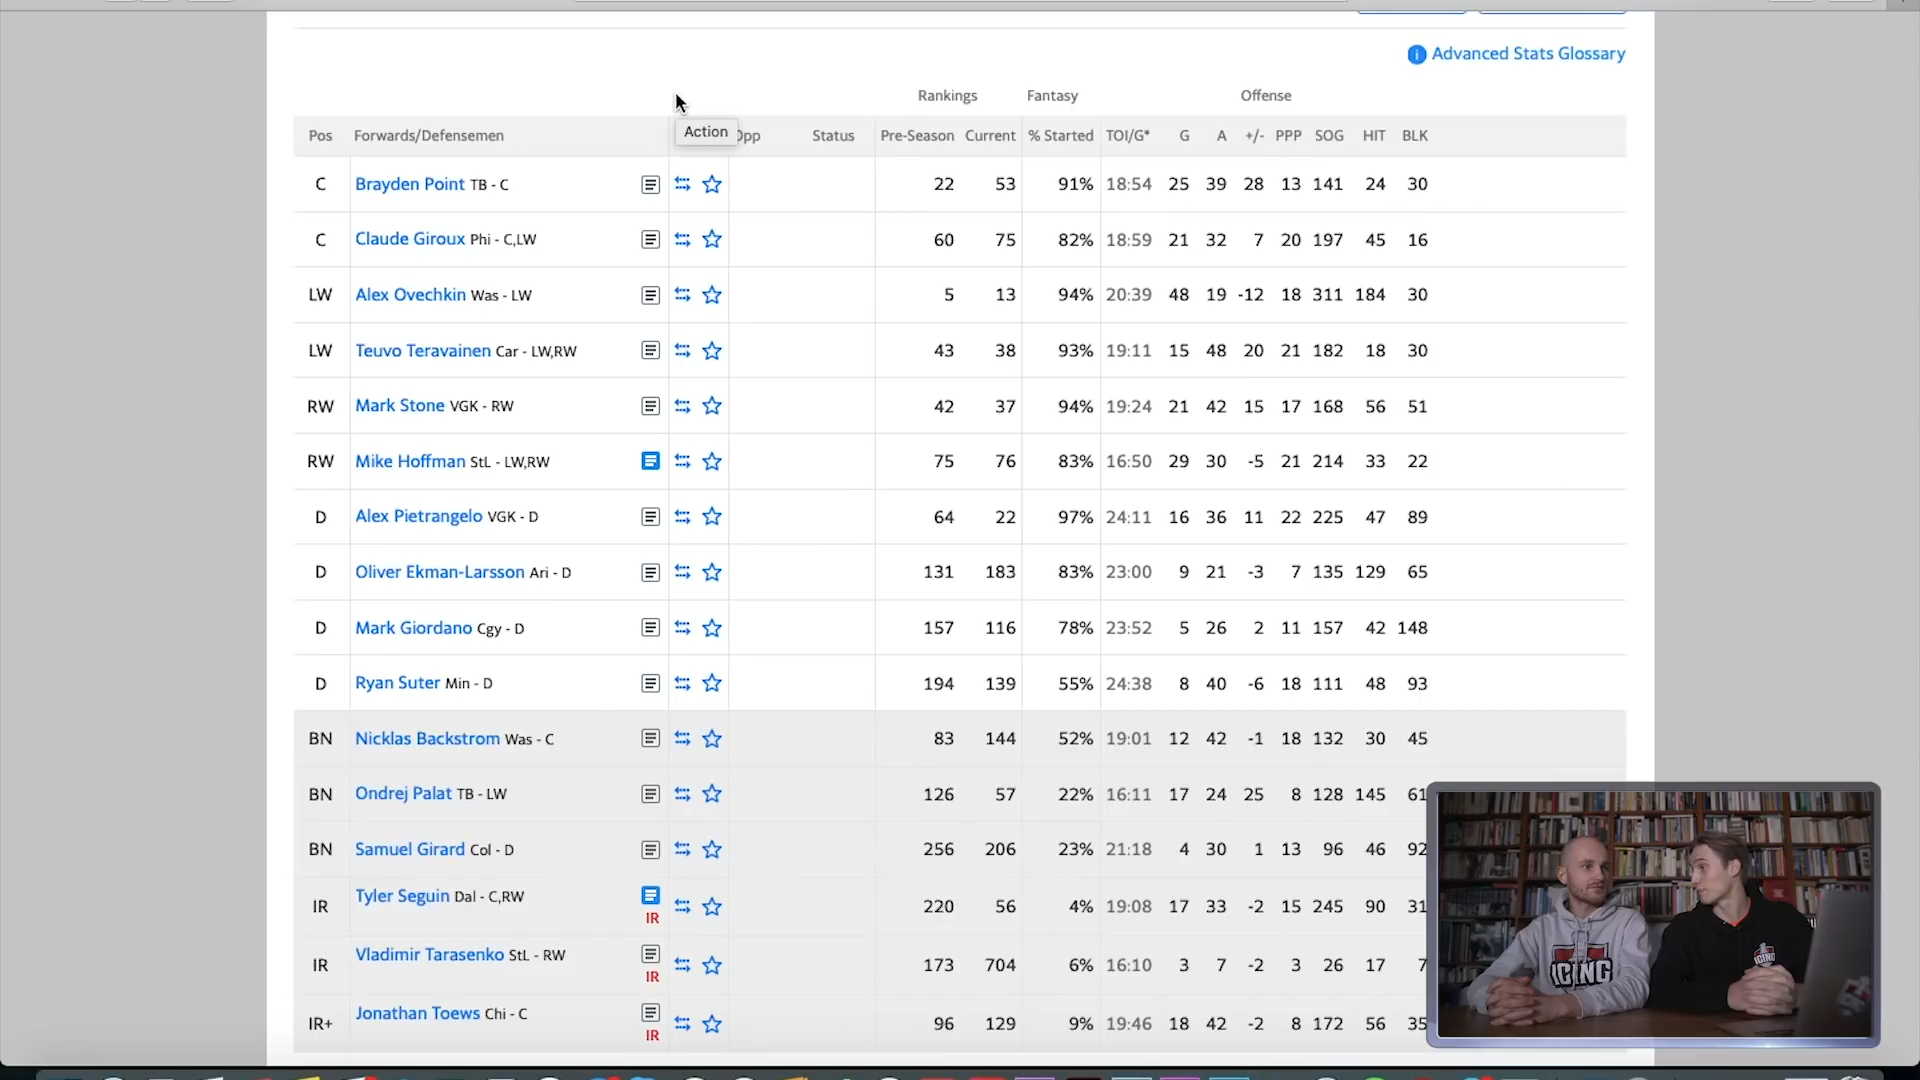 Advanced Stats Glossary
Rankings Fantasy Offense
Action
Pos Forwards/Defensemen Opp Status Pre-Season Current % Started TOI/G* G A +/- PPP SOG HIT BLK
C Brayden Point TB - C 22 53 91% 18:54 25 39 28 13 141 24 30
C Claude Giroux Phi - C,LW 60 75 82% 18:59 21 32 7 20 197 45 16
LW Alex Ovechkin Was - LW 5 13 94% 20:39 48 19 -12 18 311 184 30
LW Teuvo Teravainen Car - LW,RW 43 38 93% 19:11 15 48 20 21 182 18 30
RW Mark Stone VGK - RW 42 37 94% 19:24 21 42 15 17 168 56 51
RW Mike Hoffman StL - LW,RW 75 76 83% 16:50 29 30 -5 21 214 33 22
D Alex Pietrangelo VGK - D 64 22 97% 24:11 16 36 11 22 225 47 89
D Oliver Ekman-Larsson Ari - D 131 183 83% 23:00 9 21 -3 7 135 129 65
D Mark Giordano Cgy - D 157 116 78% 23:52 5 26 2 11 157 42 148
D Ryan Suter Min - D 194 139 55% 24:38 8 40 -6 18 111 48 93
BN Nicklas Backstrom Was - C 83 144 52% 19:01 12 42 -1 18 132 30 45
BN Ondrej Palat TB - LW 126 57 22% 16:11 17 24 25 8 128 145 61
BN Samuel Girard Col - D 256 206 23% 21:18 4 30 1 13 96 46 92
IR Tyler Seguin Dal - C,RW IR 220 56 4% 19:08 17 33 -2 15 245 90 31
IR Vladimir Tarasenko StL - RW IR 173 704 6% 16:10 3 7 -2 3 26 17 7
IR+ Jonathan Toews Chi - C IR 96 129 9% 19:46 18 42 -2 8 172 56 35
ICING
ICING